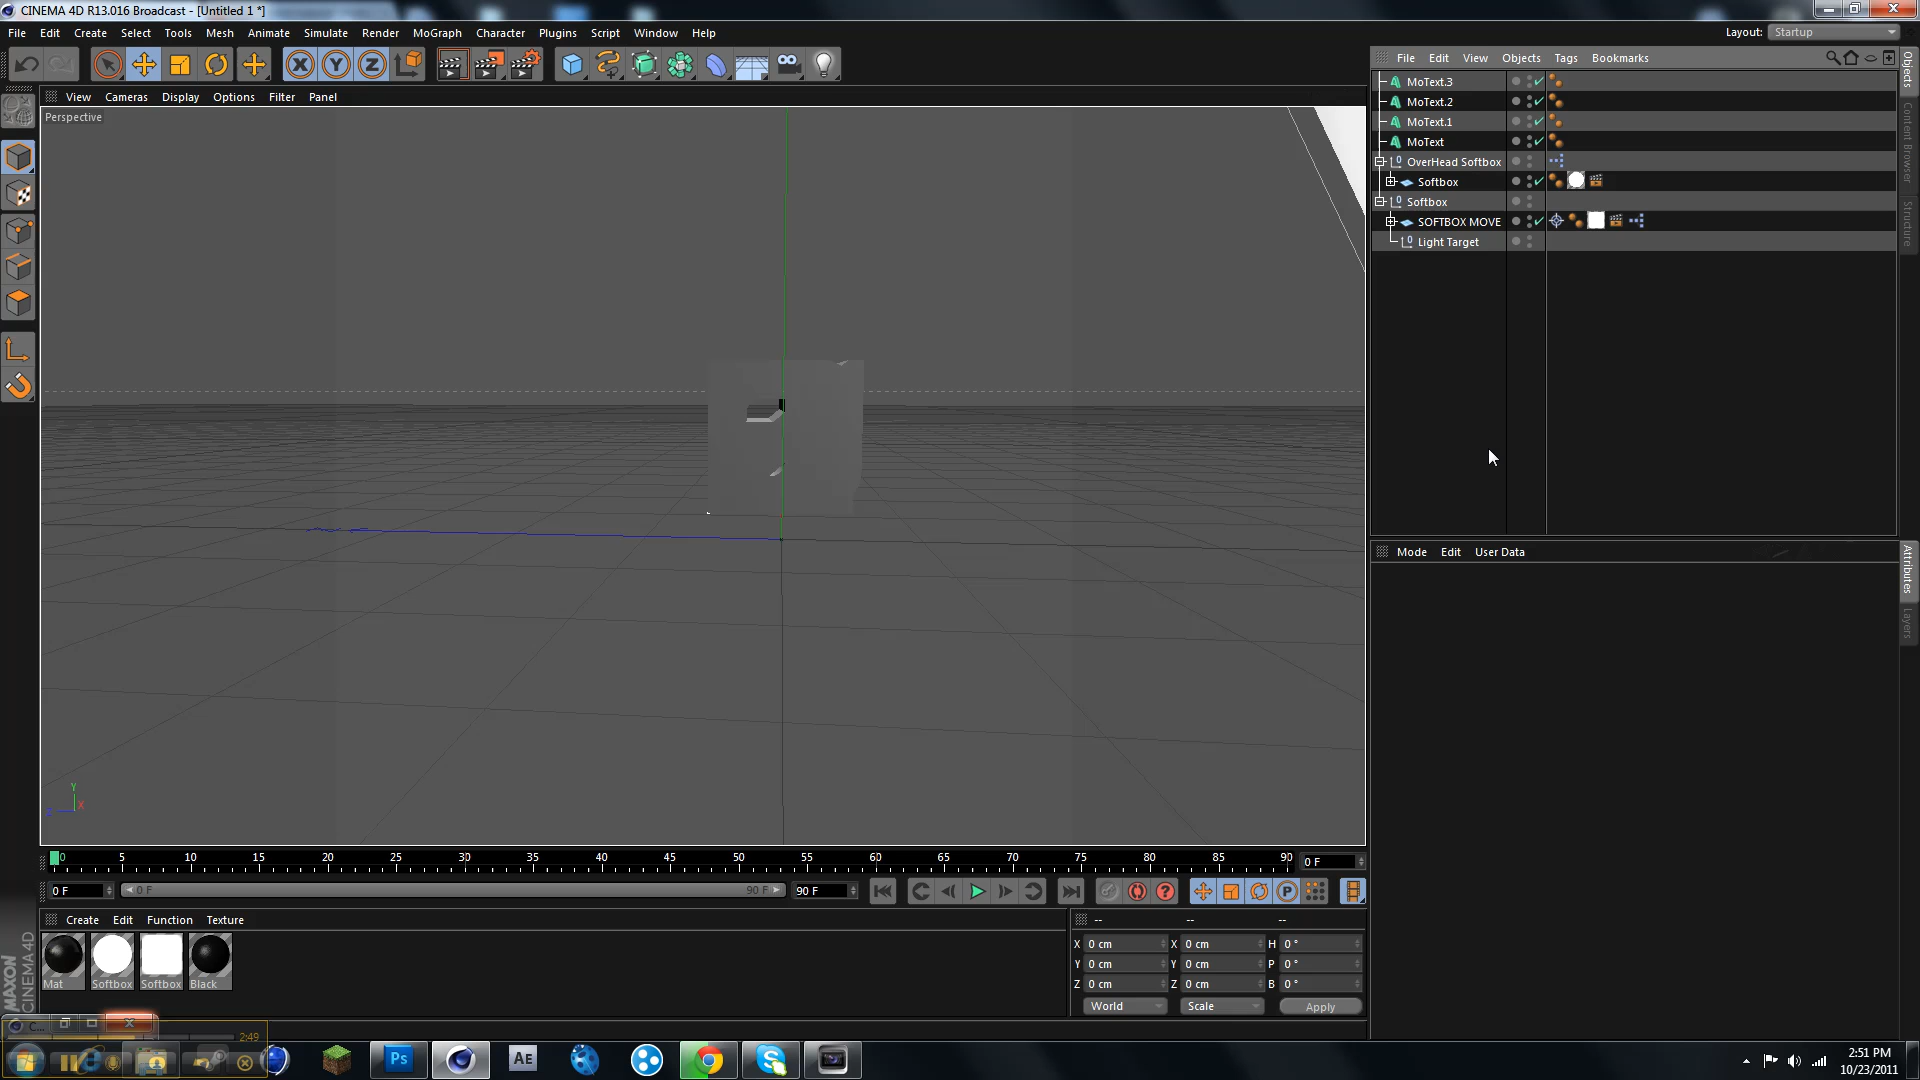 CINEMA 4D R13.016 Broadcast - [Untitled 1 *]
File Edit Create Select Tools Mesh Animate Simulate Render MoGraph Character Plugins Script Window Help
Layout: Startup
View Cameras Display Options Filter Panel
Perspective
File Edit View Objects Tags Bookmarks
MoText.3
MoText.2
MoText.1
MoText
OverHead Softbox
Softbox
Softbox
SOFTBOX MOVE
Light Target
Objects
Content Browser
Structure
Mode Edit User Data
Attributes
Layers
Y
X
Z
0 5 10 15 20 25 30 35 40 45 50 55 60 65 70 75 80 85 90 0 F
0 F 0 F 90 F 90 F
Create Edit Function Texture
Mat Softbox Softbox Black
-- -- --
X 0 cm X 0 cm H 0 °
Y 0 cm Y 0 cm P 0 °
Z 0 cm Z 0 cm B 0 °
World Scale Apply
MAXON
CINEMA 4D
C...
2:49
Ps
AE
2:51 PM
10/23/2011